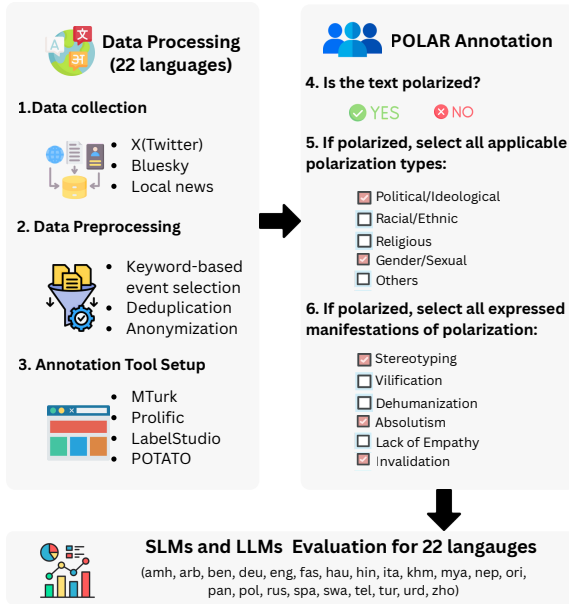 Data Processing
(22 languages)
1.Data collection
• X(Twitter)
• Bluesky
• Local news
2. Data Preprocessing
• Keyword-based
event selection
• Deduplication
• Anonymization
3. Annotation Tool Setup
• MTurk
• Prolific
• LabelStudio
• POTATO
POLAR Annotation
4. Is the text polarized?
YES NO
5. If polarized, select all applicable
polarization types:
Political/Ideological
Racial/Ethnic
Religious
Gender/Sexual
Others
6. If polarized, select all expressed
manifestations of polarization:
Stereotyping
Vilification
Dehumanization
Absolutism
Lack of Empathy
Invalidation
SLMs and LLMs Evaluation for 22 langauges
(amh, arb, ben, deu, eng, fas, hau, hin, ita, khm, mya, nep, ori,
pan, pol, rus, spa, swa, tel, tur, urd, zho)
A 文
अ